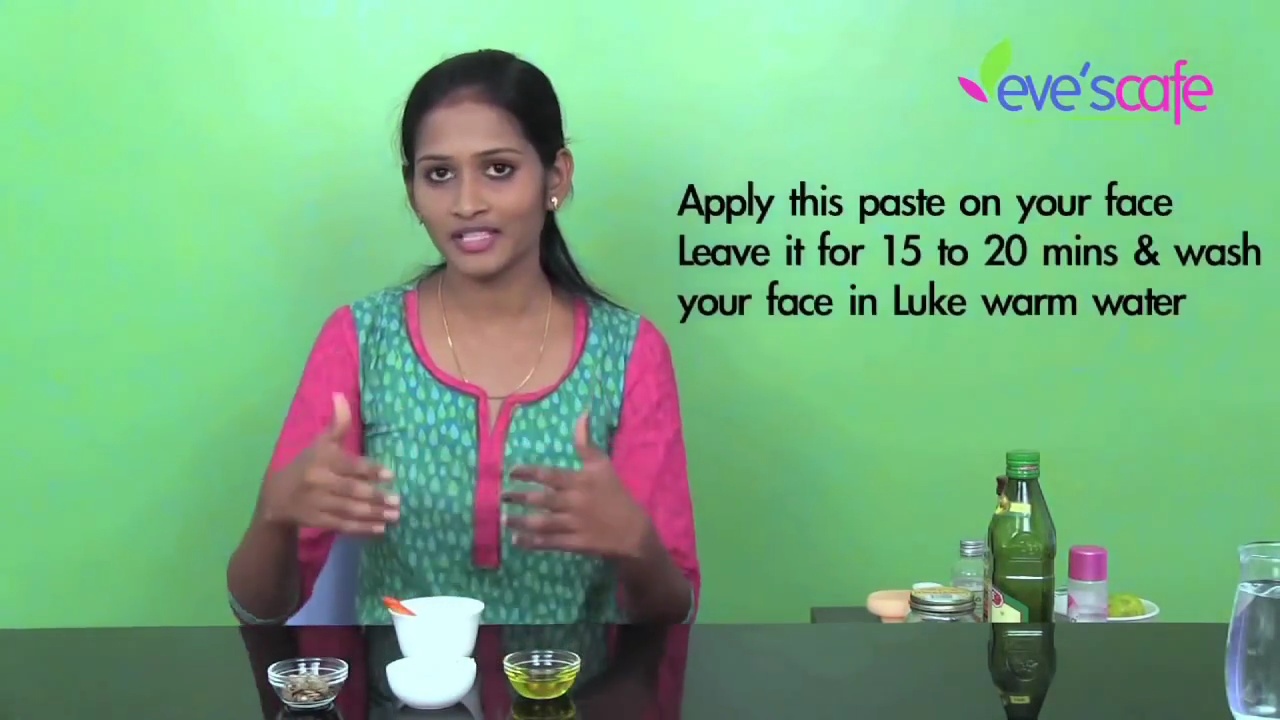 eve'scafe
Apply this paste on your face
Leave it for 15 to 20 mins & wash
your face in Luke warm water